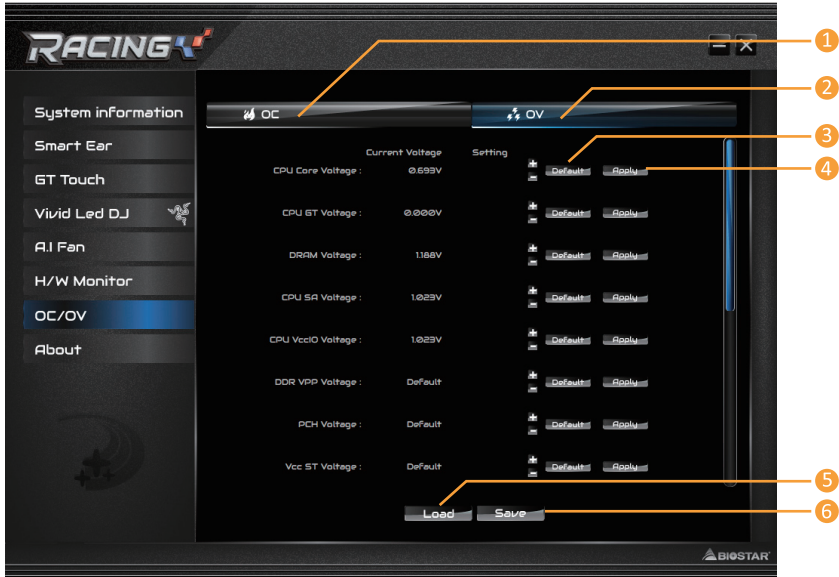 RACING
1
2
System information
OC
OV
Smart Ear
Current Voltage Setting
3
CPU Core Voltage : 0.693V + - Default Apply
4
GT Touch
CPU GT Voltage : 0.000V + - Default Apply
Vivid Led DJ
A.I Fan
DRAM Voltage : 1.188V + - Default Apply
H/W Monitor
CPU SA Voltage : 1.023V + - Default Apply
OC/OV
CPU VccIO Voltage : 1.023V + - Default Apply
About
DDR VPP Voltage : Default + - Default Apply
PCH Voltage : Default + - Default Apply
Vcc ST Voltage : Default + - Default Apply
5
Load Save
6
BIOSTAR